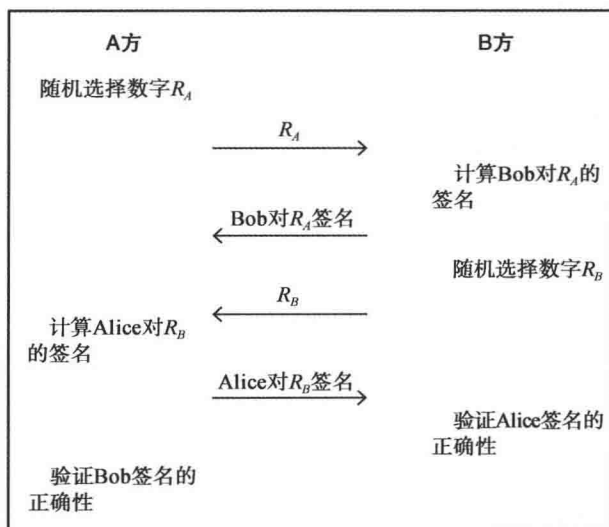 A方
B方
随机选择数字R_A
R_A
计算Bob对R_A的
签名
Bob对R_A签名
随机选择数字R_B
R_B
计算Alice对R_B
的签名
Alice对R_B签名
验证Alice签名的
正确性
验证Bob签名的
正确性